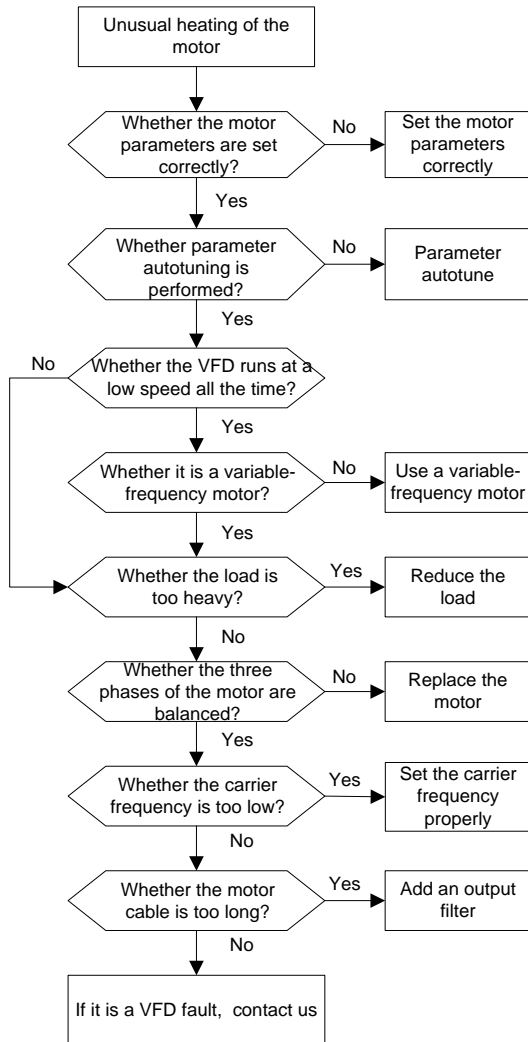 Unusual heating of the
motor
Whether the motor
parameters are set
correctly?
No
Set the motor
parameters
correctly
Yes
Whether parameter
autotuning is
performed?
No
Parameter
autotune
Yes
No
Whether the VFD runs at a
low speed all the time?
Yes
Whether it is a variable-
frequency motor?
No
Use a variable-
frequency motor
Yes
Whether the load is
too heavy?
Yes
Reduce the
load
No
Whether the three
phases of the motor are
balanced?
No
Replace the
motor
Yes
Whether the carrier
frequency is too low?
Yes
Set the carrier
frequency
properly
No
Whether the motor
cable is too long?
Yes
Add an output
filter
No
If it is a VFD fault, contact us